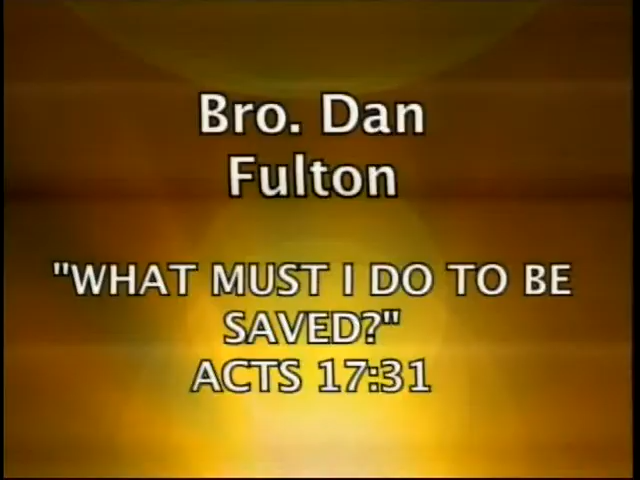 Bro. Dan
Fulton
"WHAT MUST I DO TO BE
SAVED?"
ACTS 17:31